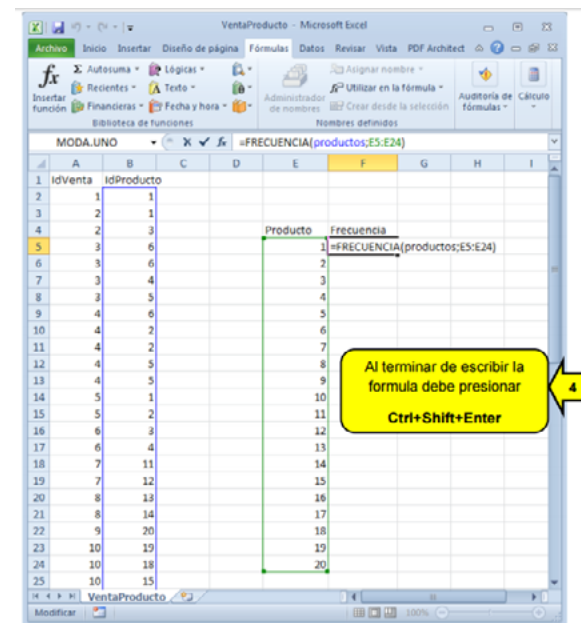 VentaProducto - Microsoft Excel
Archivo Inicio Insertar Diseño de página Fórmulas Datos Revisar Vista PDF Architect
Insertar función
Σ Autosuma
Recientes
Financieras
Lógicas
Texto
Fecha y hora
Biblioteca de funciones
Administrador de nombres
Asignar nombre
Utilizar en la fórmula
Crear desde la selección
Nombres definidos
Auditoría de fórmulas
Cálculo
MODA.UNO fx =FRECUENCIA(productos;E5:E24)
A B C D E F G H I
1 IdVenta IdProducto
2 1 1
3 2 1
4 2 3 Producto Frecuencia
5 3 6 1 =FRECUENCIA(productos;E5:E24)
6 3 6 2
7 3 4 3
8 3 5 4
9 4 6 5
10 4 2 6
11 4 2 7
12 4 5 8
13 4 5 9
14 5 1 10
15 5 2 11
16 6 3 12
17 6 4 13
18 7 11 14
19 7 12 15
20 8 13 16
21 8 14 17
22 9 20 18
23 10 19 19
24 10 18 20
25 10 15
Al terminar de escribir la
formula debe presionar
Ctrl+Shift+Enter
4
VentaProducto
Modificar 100%